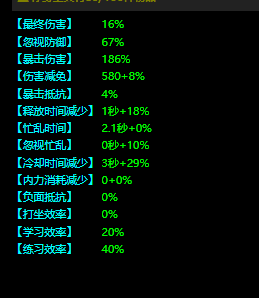 【最终伤害】 16%
【忽视防御】 67%
【暴击伤害】 186%
【伤害减免】 580+8%
【暴击抵抗】 4%
【释放时间减少】 1秒+18%
【忙乱时间】 2.1秒+0%
【忽视忙乱】 0秒+10%
【冷却时间减少】 3秒+29%
【内力消耗减少】 0+0%
【负面抵抗】 0%
【打坐效率】 0%
【学习效率】 20%
【练习效率】 40%